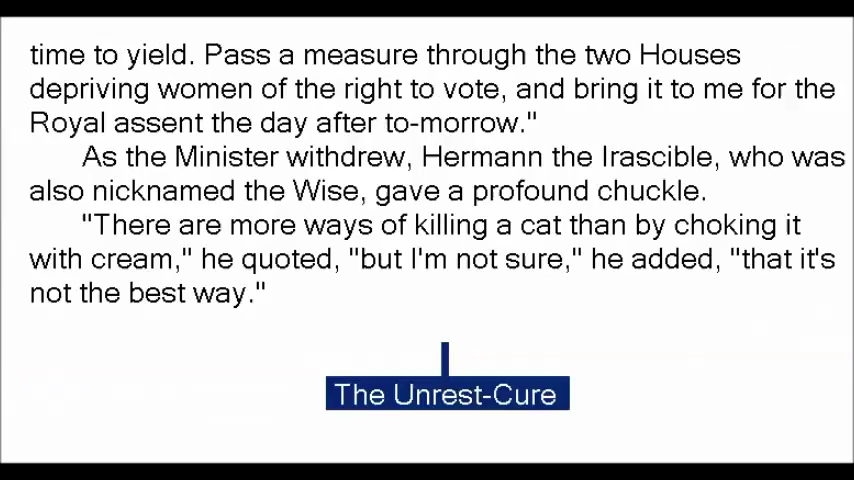 time to yield. Pass a measure through the two Houses
depriving women of the right to vote, and bring it to me for the
Royal assent the day after to-morrow."
As the Minister withdrew, Hermann the Irascible, who was
also nicknamed the Wise, gave a profound chuckle.
"There are more ways of killing a cat than by choking it
with cream," he quoted, "but I'm not sure," he added, "that it's
not the best way."
The Unrest-Cure